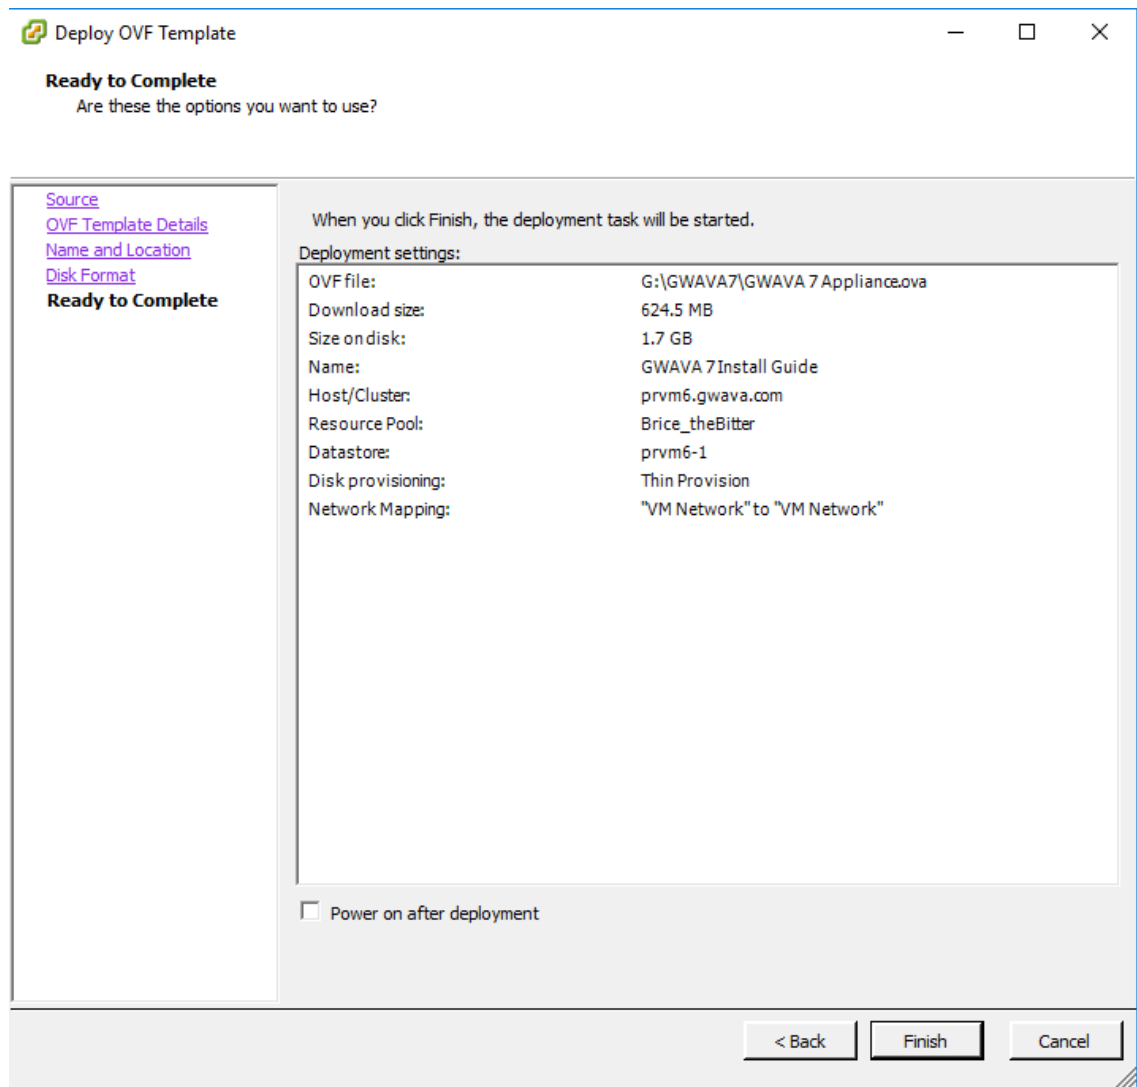 Deploy OVF Template
Ready to Complete
Are these the options you want to use?
Source
OVF Template Details
Name and Location
Disk Format
Ready to Complete
When you click Finish, the deployment task will be started.
Deployment settings:
OVF file: G:\GWAVA7\GWAVA 7 Appliance.ova
Download size: 624.5 MB
Size on disk: 1.7 GB
Name: GWAVA 7 Install Guide
Host/Cluster: prvm6.gwava.com
Resource Pool: Brice_theBitter
Datastore: prvm6-1
Disk provisioning: Thin Provision
Network Mapping: "VM Network" to "VM Network"
Power on after deployment
< Back Finish Cancel